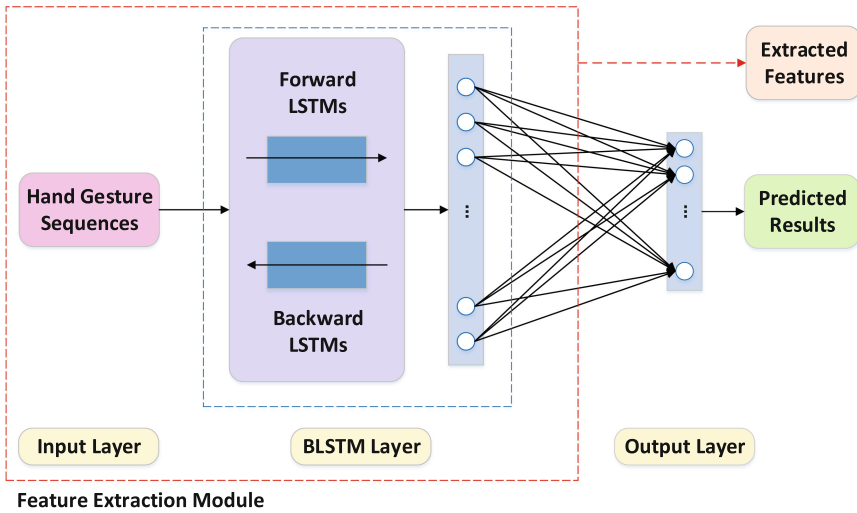 Forward
LSTMs
Extracted
Features
Hand Gesture
Sequences
...
...
Predicted
Results
Backward
LSTMs
Input Layer
BLSTM Layer
Output Layer
Feature Extraction Module